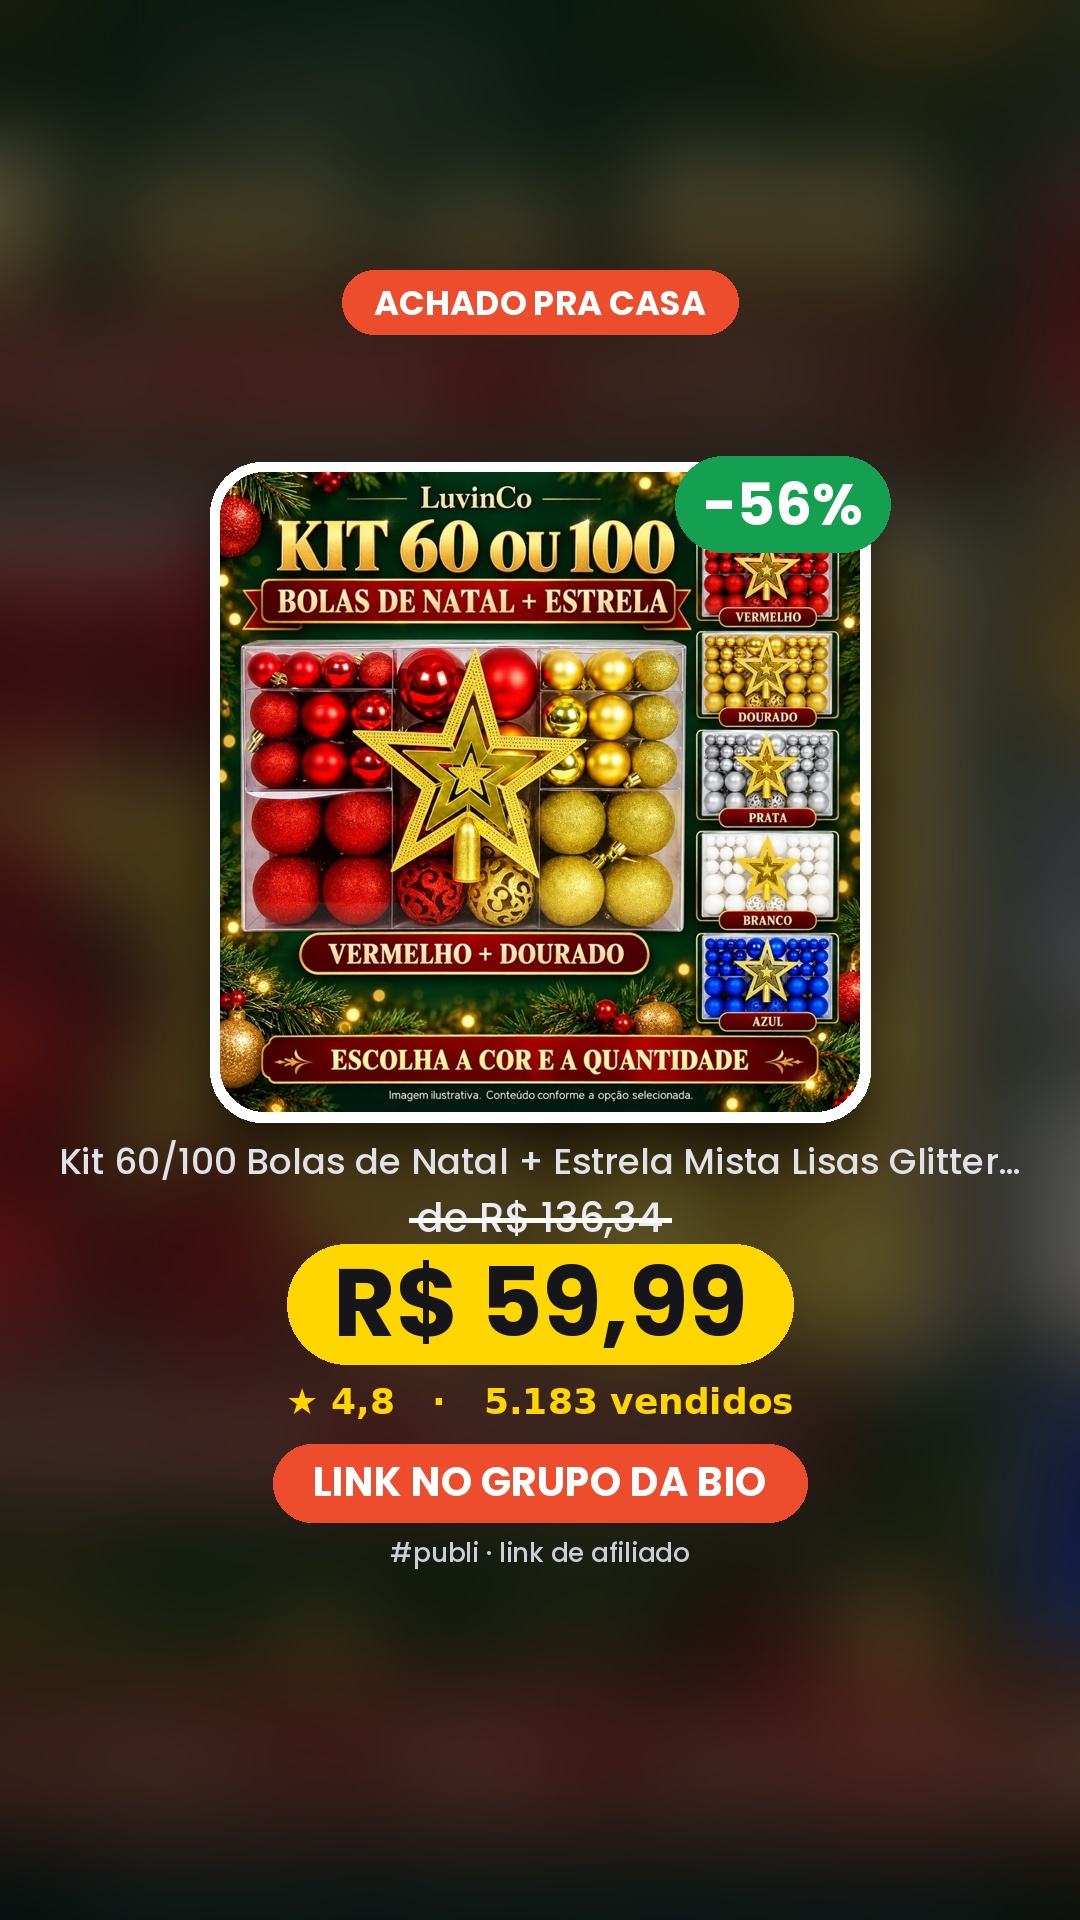 ACHADO PRA CASA
-56%
LuvinCo
KIT 60 OU 100
BOLAS DE NATAL + ESTRELA
VERMELHO
DOURADO
PRATA
BRANCO
AZUL
VERMELHO + DOURADO
ESCOLHA A COR E A QUANTIDADE
Imagem ilustrativa. Conteúdo conforme a opção selecionada.
Kit 60/100 Bolas de Natal + Estrela Mista Lisas Glitter...
de R$ 136,34
R$ 59,99
★ 4,8 · 5.183 vendidos
LINK NO GRUPO DA BIO
#publi · link de afiliado